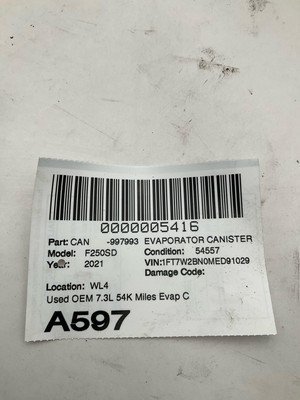 0000005416
Part: CAN -997993 EVAPORATOR CANISTER
Model: F250SD Condition: 54557
Year: 2021 VIN:1FT7W2BN0MED91029
Damage Code:
Location: WL4
Used OEM 7.3L 54K Miles Evap C
A597